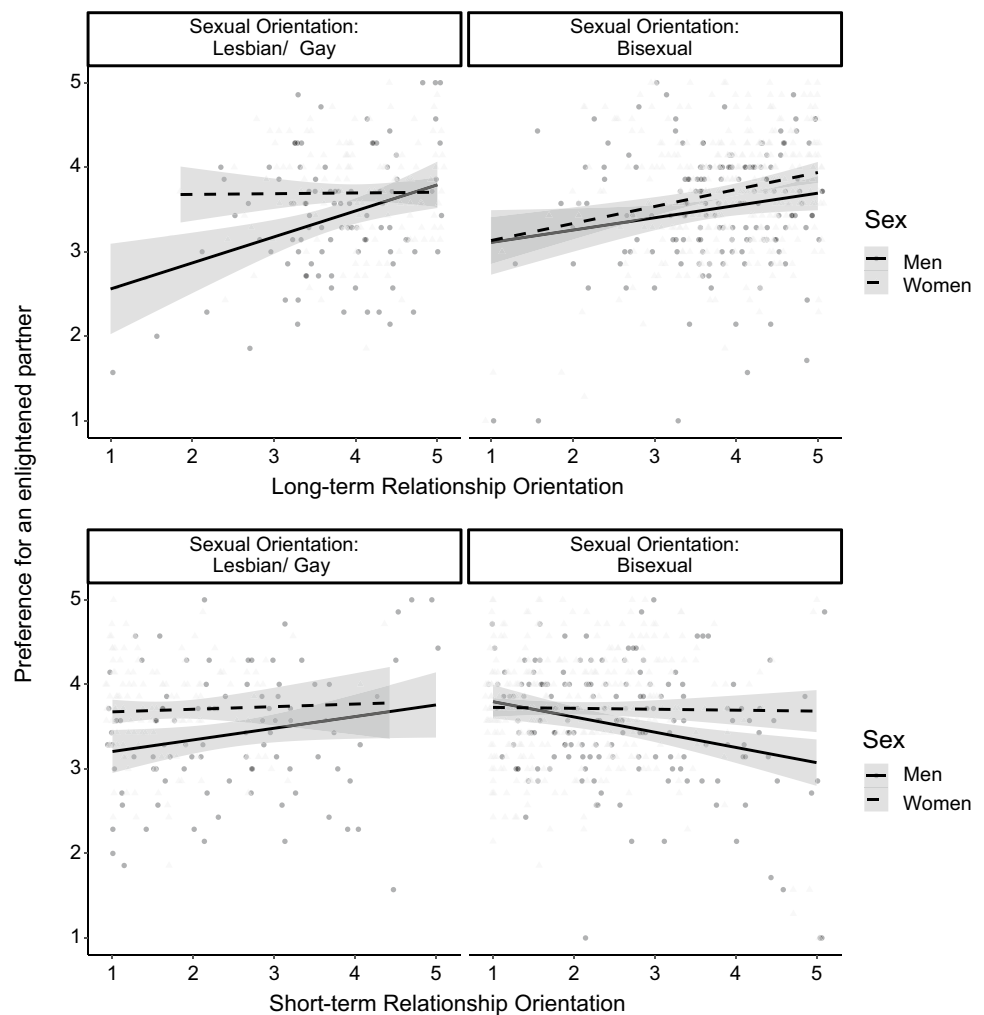 Sexual Orientation:
Lesbian/ Gay
Sexual Orientation:
Bisexual
5
4
3
2
1
1 2 3 4 5
1 2 3 4 5
Long-term Relationship Orientation
Sex
Men
Women
Preference for an enlightened partner
Sexual Orientation:
Lesbian/ Gay
Sexual Orientation:
Bisexual
5
4
3
2
1
1 2 3 4 5
1 2 3 4 5
Short-term Relationship Orientation
Sex
Men
Women